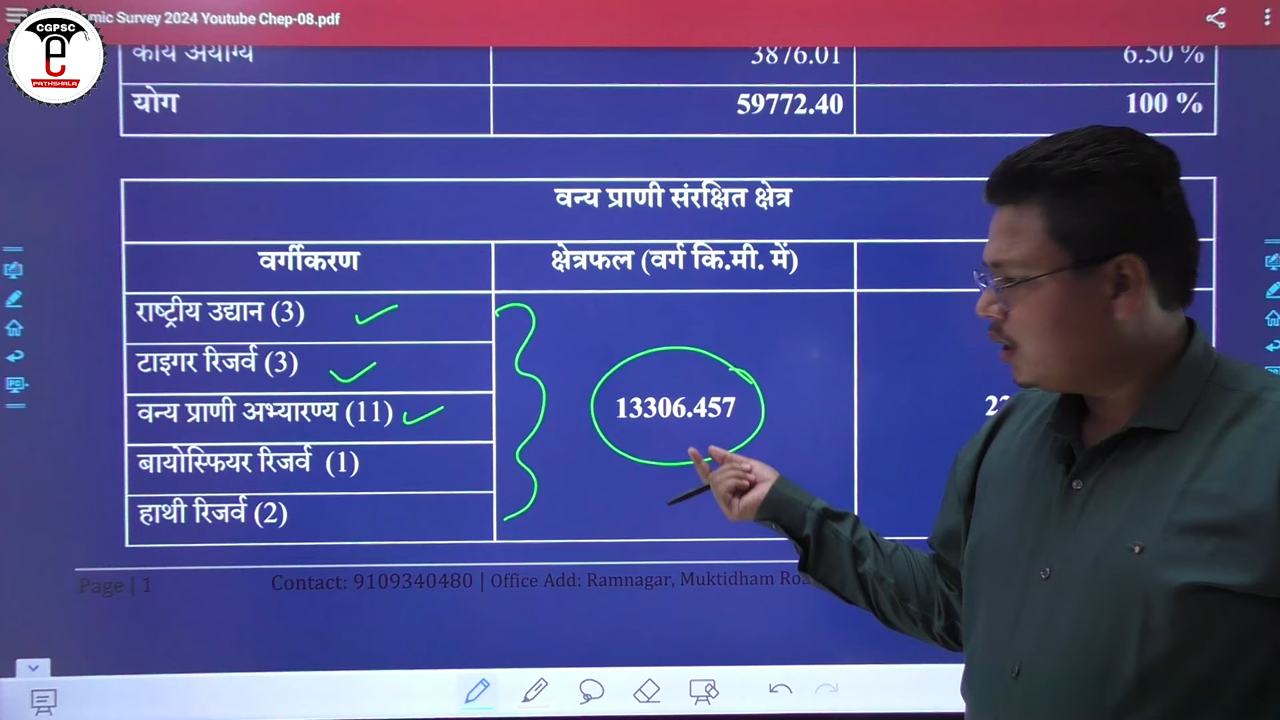 mic Survey 2024 Youtube Chep-08.pdf
CGPSC
PATHSHALA
कार्य अयोग्य 3876.01 6.50 %
योग 59772.40 100 %
वन्य प्राणी संरक्षित क्षेत्र
वर्गीकरण क्षेत्रफल (वर्ग कि.मी. में)
राष्ट्रीय उद्यान (3)
टाइगर रिजर्व (3)
वन्य प्राणी अभ्यारण्य (11) 13306.457
बायोस्फियर रिजर्व (1)
हाथी रिजर्व (2)
Page | 1 Contact: 9109340480 | Office Add: Ramnagar, Muktidham